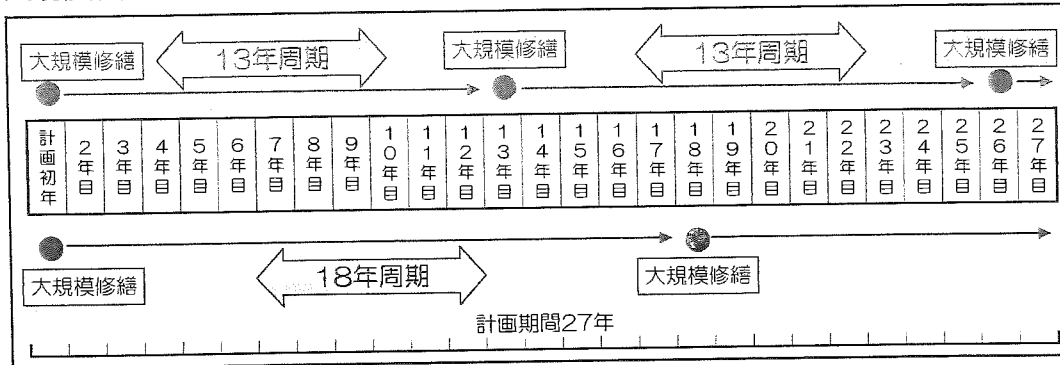 大規模修繕
13年周期
大規模修繕
13年周期
大規模修繕
計画初年
2年目
3年目
4年目
5年目
6年目
7年目
8年目
9年目
10年目
11年目
12年目
13年目
14年目
15年目
16年目
17年目
18年目
19年目
20年目
21年目
22年目
23年目
24年目
25年目
26年目
27年目
大規模修繕
18年周期
大規模修繕
計画期間27年